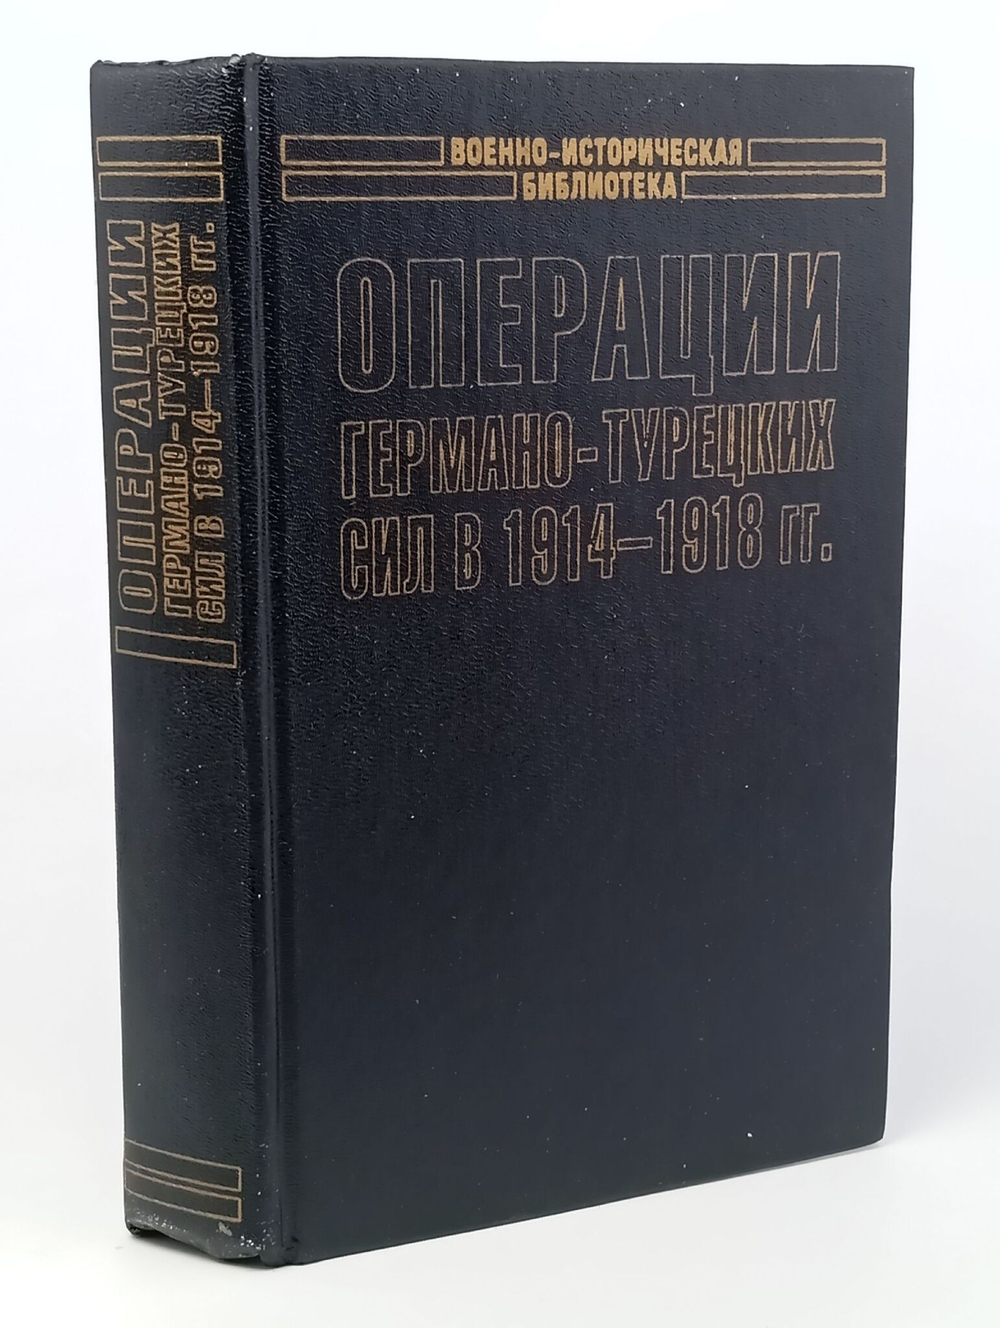 ВОЕННО-ИСТОРИЧЕСКАЯ
БИБЛИОТЕКА
ОПЕРАЦИИ
ГЕРМАНО-ТУРЕЦКИХ
СИЛ В 1914—1918 ГГ.
ОПЕРАЦИИ
ГЕРМАНО-ТУРЕЦКИХ
СИЛ В 1914—1918 ГГ.